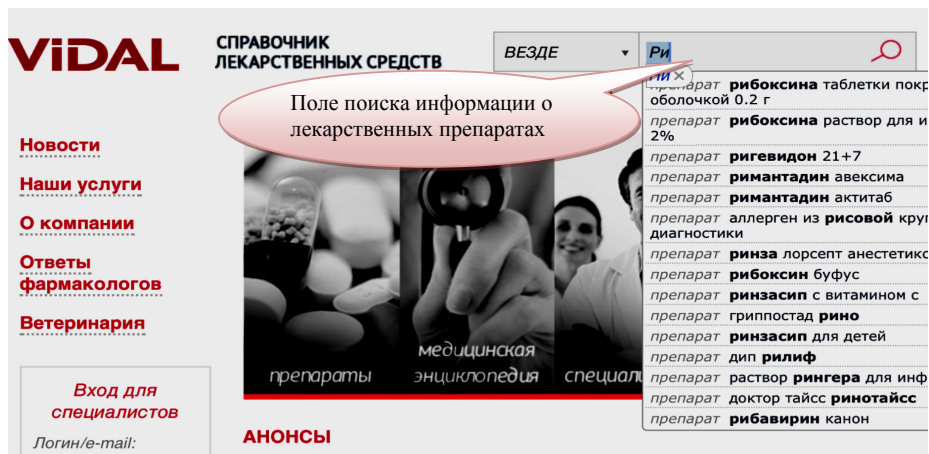 ViDAL
СПРАВОЧНИК
ЛЕКАРСТВЕННЫХ СРЕДСТВ
ВЕЗДЕ
Ри
Поле поиска информации о
лекарственных препаратах
Новости
Наши услуги
О компании
Ответы
фармакологов
Ветеринария
Вход для
специалистов
Логин/e-mail:
препараты
медицинская
энциклопедия
АНОНСЫ
препарат рибоксина таблетки
оболочкой 0.2 г
препарат рибоксина раствор для
2%
препарат ригевидон 21+7
препарат римантадин авексима
препарат римантадин актитаб
препарат аллерген из рисовой
диагностики
препарат ринза лорсепт
препарат рибоксин буфус
препарат ринзасип с витамином с
препарат гриппостад рино
препарат ринзасип для детей
препарат дип рилиф
препарат раствор рингера для
препарат доктор тайсс ринотайсс
препарат рибавирин канон